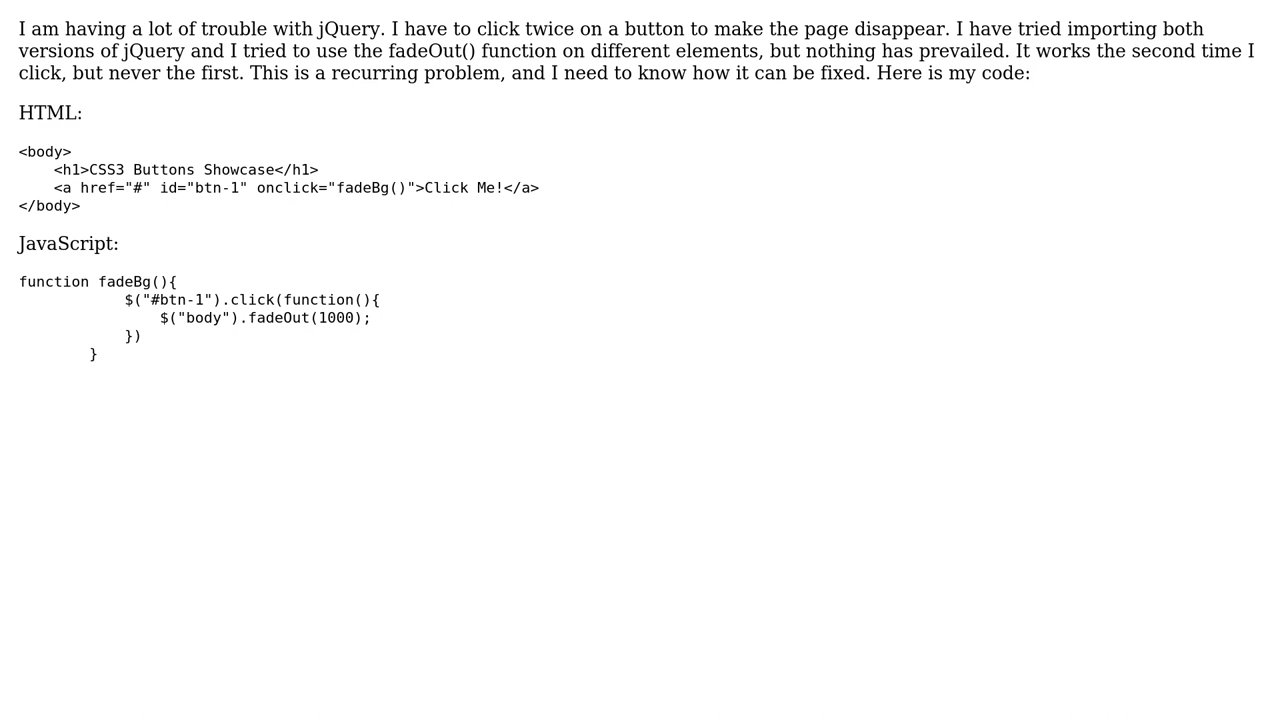 I am having a lot of trouble with jQuery. I have to click twice on a button to make the page disappear. I have tried importing both
versions of jQuery and I tried to use the fadeOut() function on different elements, but nothing has prevailed. It works the second time I
click, but never the first. This is a recurring problem, and I need to know how it can be fixed. Here is my code:
HTML:
<body>
    <h1>CSS3 Buttons Showcase</h1>
    <a href="#" id="btn-1" onclick="fadeBg()">Click Me!</a>
</body>
JavaScript:
function fadeBg(){
            $("#btn-1").click(function(){
                $("body").fadeOut(1000);
            })
        }